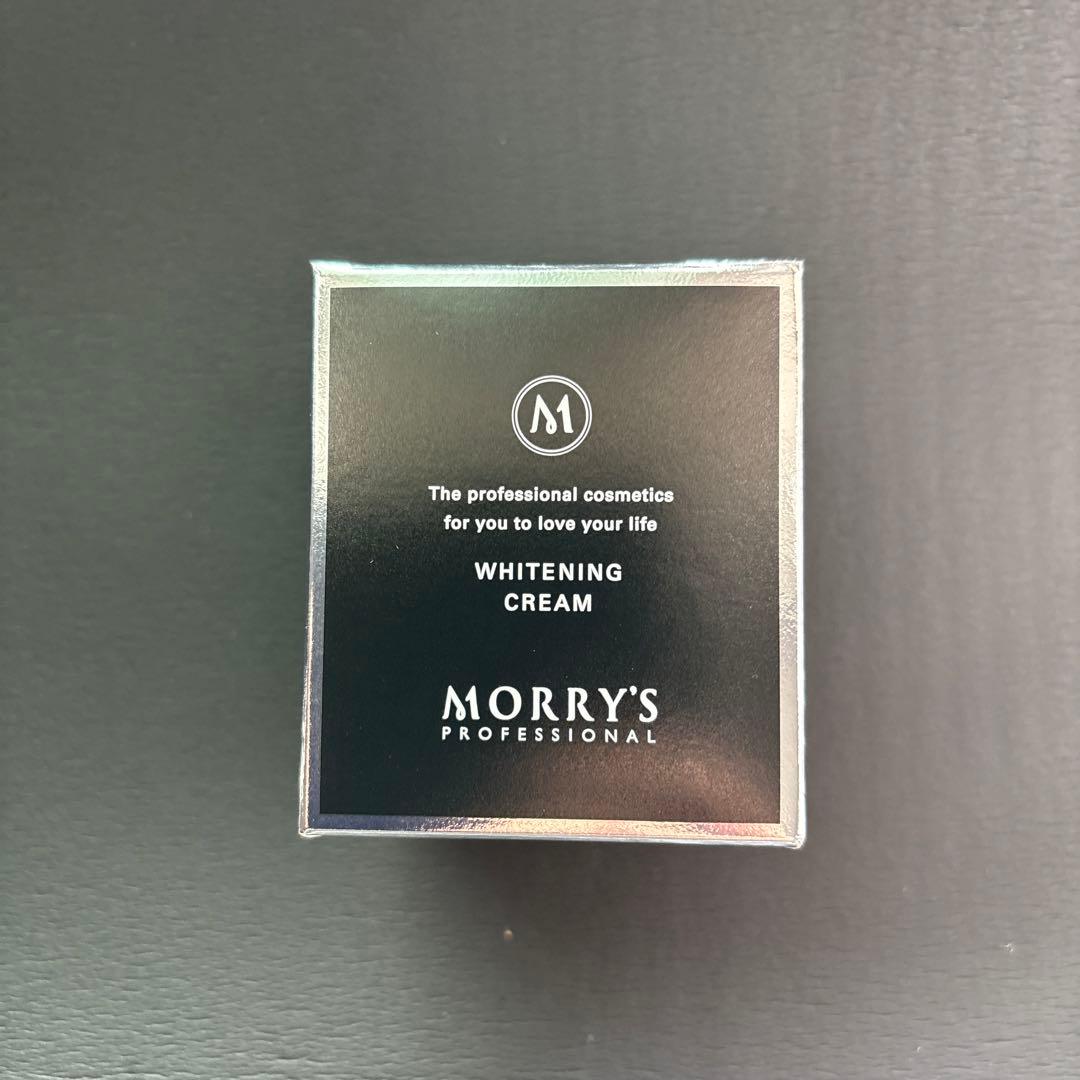 M
The professional cosmetics
for you to love your life
WHITENING
CREAM
MORRY'S
PROFESSIONAL